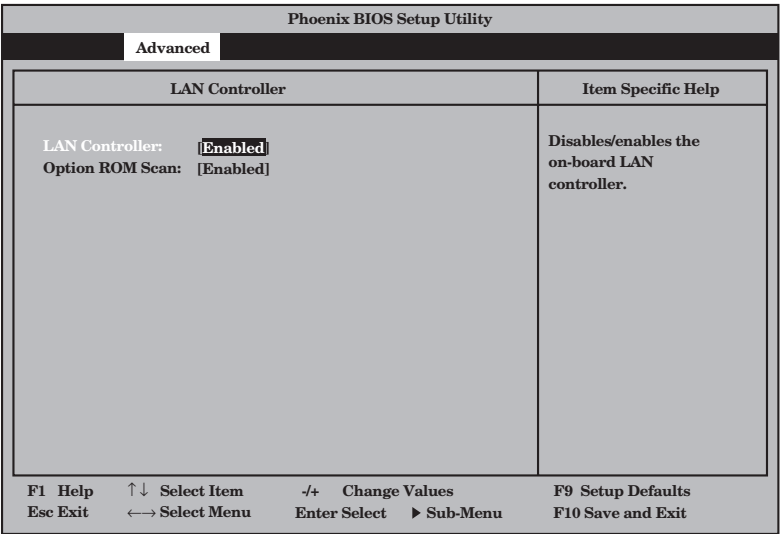 Phoenix BIOS Setup Utility
Advanced
LAN Controller
Item Specific Help
LAN Controller: [Enabled]
Option ROM Scan: [Enabled]
Disables/enables the
on-board LAN
controller.
F1 Help ↑↓ Select Item -/+ Change Values F9 Setup Defaults
Esc Exit ←→ Select Menu Enter Select ▶ Sub-Menu F10 Save and Exit